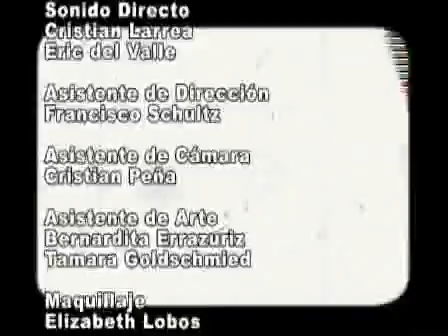 Sonido Directo
Cristian Larrea
Eric del Valle
Asistente de Dirección
Francisco Schultz
Asistente de Cámara
Cristian Peña
Asistente de Arte
Bernardita Errazuriz
Tamara Goldschmied
Maquillaje
Elizabeth Lobos